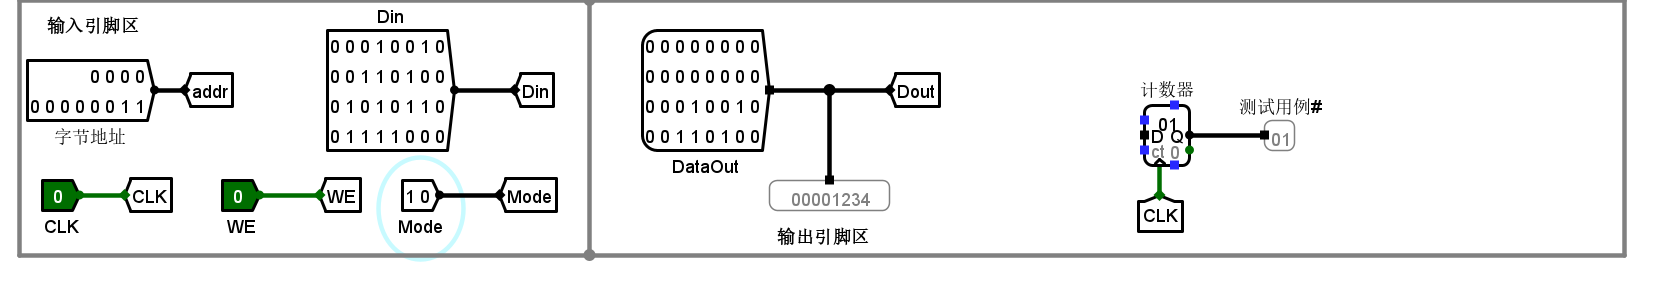 输入引脚区
0 0 0 0
0 0 0 0 0 0 1 1
addr
字节地址
Din
0 0 0 1 0 0 1 0
0 0 1 1 0 1 0 0
0 1 0 1 0 1 1 0
0 1 1 1 1 0 0 0
Din
0
CLK
CLK
0
WE
WE
1 0
Mode
Mode
0 0 0 0 0 0 0 0
0 0 0 0 0 0 0 0
0 0 0 1 0 0 1 0
0 0 1 1 0 1 0 0
DataOut
Dout
00001234
输出引脚区
计数器
01
D Q
ct 0
CLK
测试用例#
01